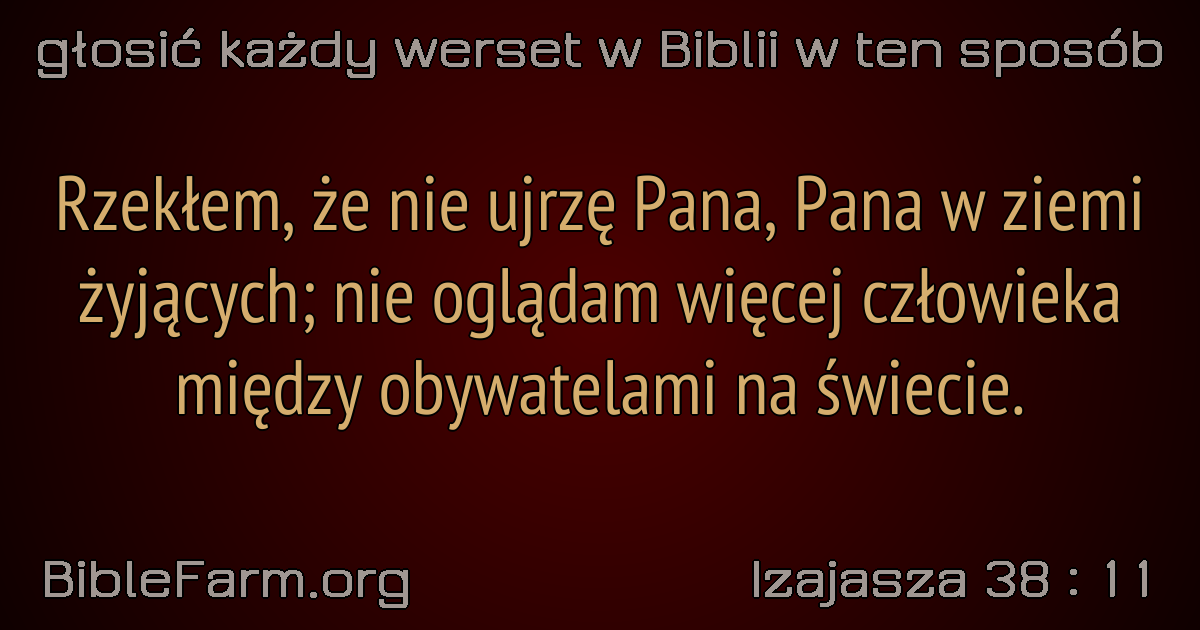 głosić każdy werset w Biblii w ten sposób
Rzekłem, że nie ujrzę Pana, Pana w ziemi
żyjących; nie oglądam więcej człowieka
między obywatelami na świecie.
BibleFarm.org
Izajasza 38 : 11